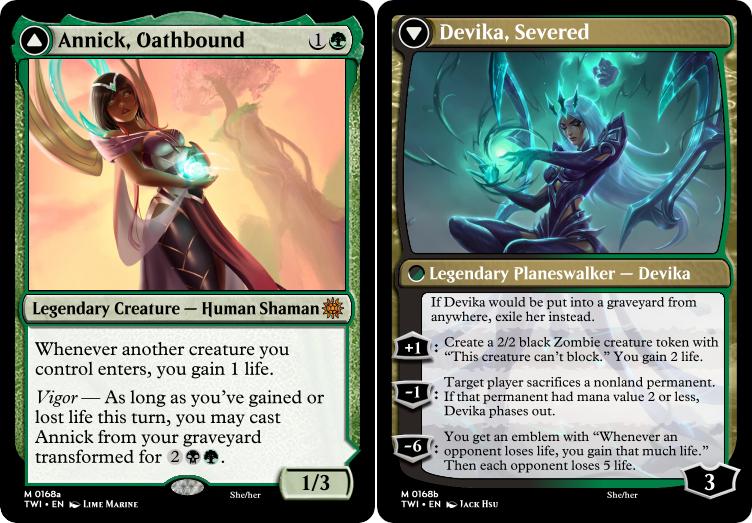 Annick, Oathbound 1
Legendary Creature — Human Shaman
Whenever another creature you
control enters, you gain 1 life.
Vigor — As long as you've gained or
lost life this turn, you may cast
Annick from your graveyard
transformed for 2.
1/3
M 0168a
TWI • EN Lime Marine
She/her
Devika, Severed
Legendary Planeswalker — Devika
If Devika would be put into a graveyard from
anywhere, exile her instead.
+1: Create a 2/2 black Zombie creature token with
"This creature can't block." You gain 2 life.
-1: Target player sacrifices a nonland permanent.
If that permanent had mana value 2 or less,
Devika phases out.
-6: You get an emblem with "Whenever an
opponent loses life, you gain that much life."
Then each opponent loses 5 life.
3
M 0168b
TWI • EN Jack Hsu
She/her